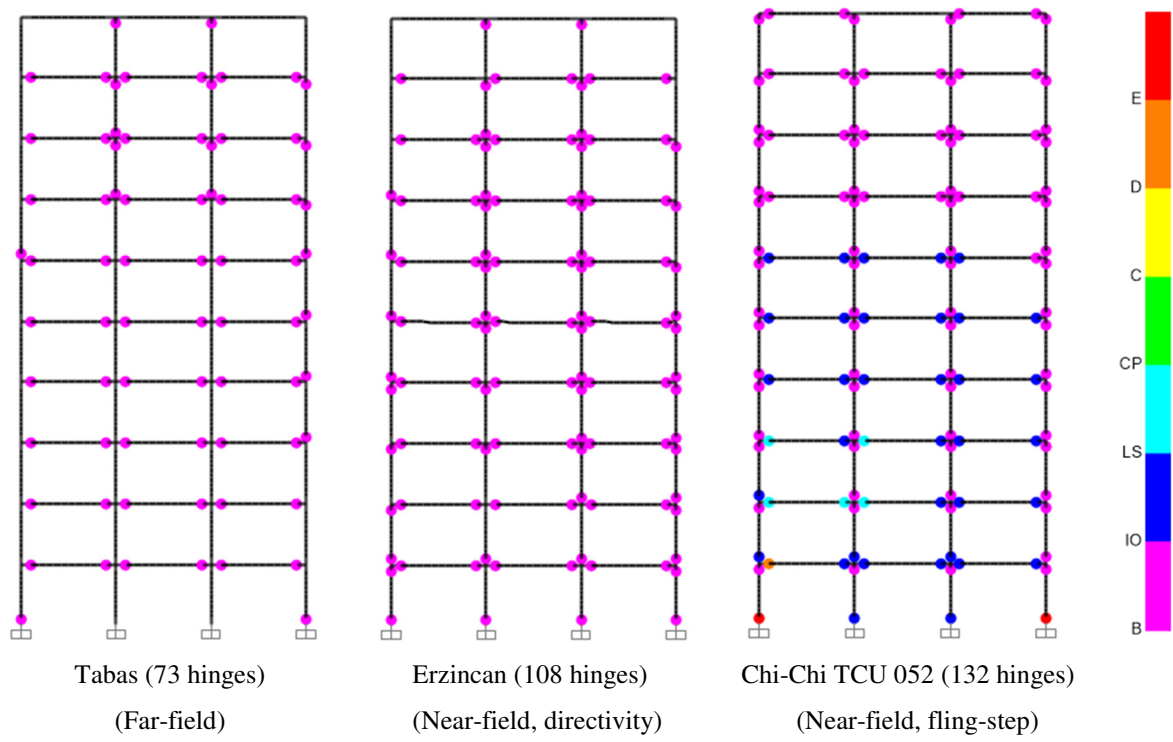 E
D
C
CP
LS
IO
B
Tabas (73 hinges)
(Far-field)
Erzincan (108 hinges)
(Near-field, directivity)
Chi-Chi TCU 052 (132 hinges)
(Near-field, fling-step)